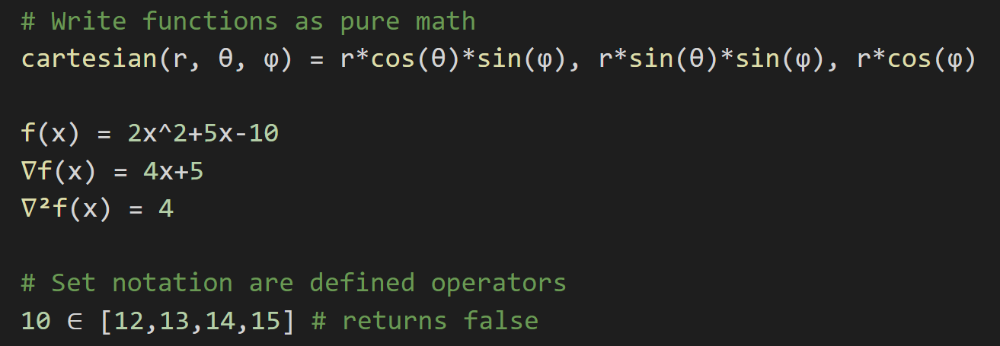 # Write functions as pure math
cartesian(r, θ, φ) = r*cos(θ)*sin(φ), r*sin(θ)*sin(φ), r*cos(φ)
f(x) = 2x^2+5x-10
∇f(x) = 4x+5
∇²f(x) = 4
# Set notation are defined operators
10 ∈ [12,13,14,15] # returns false